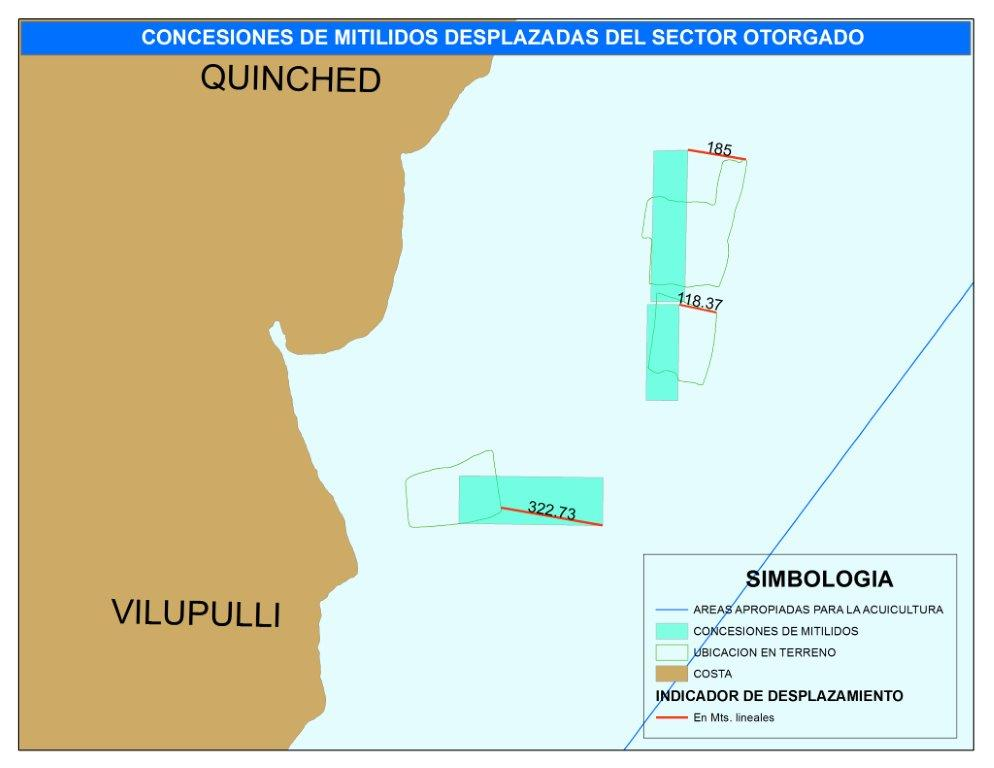 CONCESIONES DE MITILIDOS DESPLAZADAS DEL SECTOR OTORGADO
QUINCHED
185
118.37
322.73
VILUPULLI
SIMBOLOGIA
AREAS APROPIADAS PARA LA ACUICULTURA
CONCESIONES DE MITILIDOS
UBICACION EN TERRENO
COSTA
INDICADOR DE DESPLAZAMIENTO
En Mts. lineales